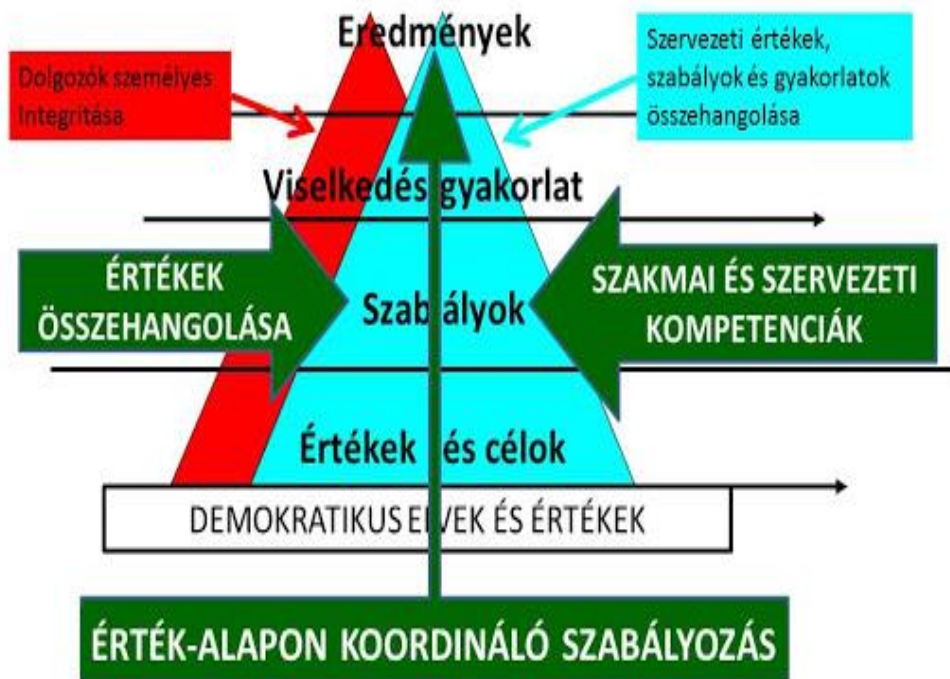 Eredmények
Dolgozók személyes
Integritása
Szervezeti értékek,
szabályok és gyakorlatok
összehangolása
Viselkedés gyakorlat
ÉRTÉKEK
ÖSSZEHANGOLÁSA
Szabályok
SZAKMAI ÉS SZERVEZETI
KOMPETENCIÁK
Értékek és célok
DEMOKRATIKUS ELVEK ÉS ÉRTÉKEK
ÉRTÉK-ALAPON KOORDINÁLÓ SZABÁLYOZÁS